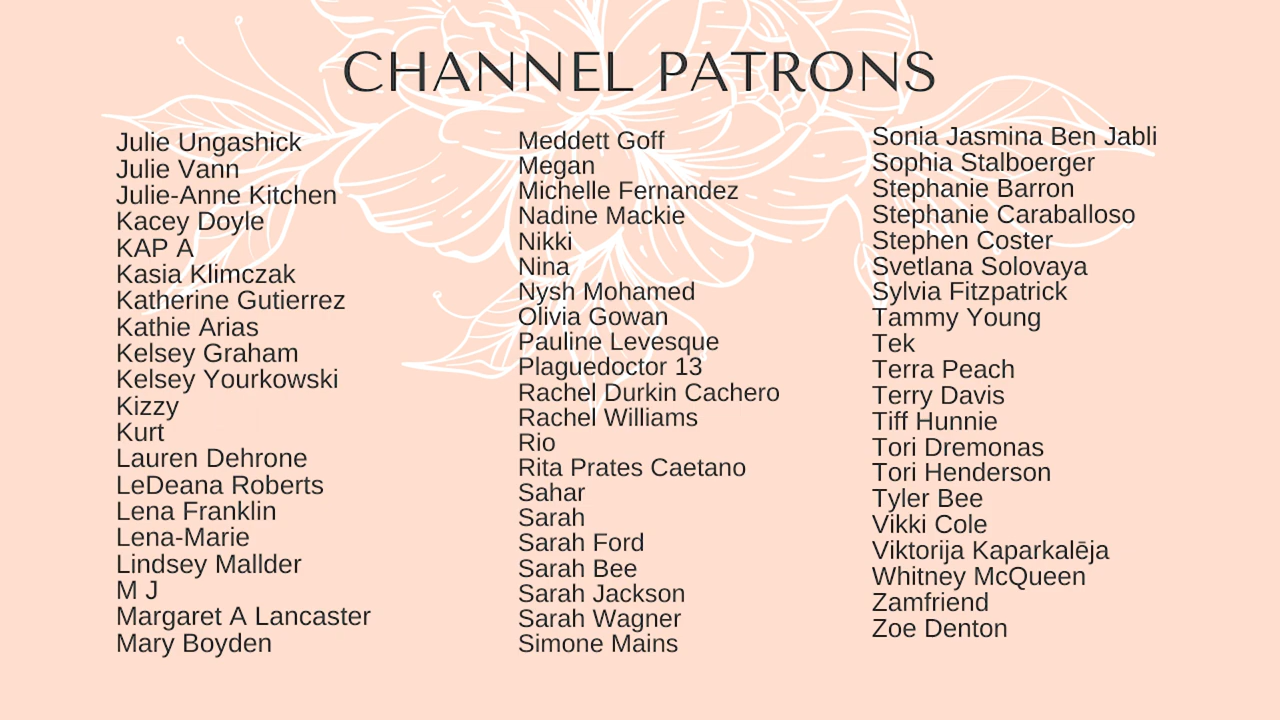 CHANNEL PATRONS
Julie Ungashick
Julie Vann
Julie-Anne Kitchen
Kacey Doyle
KAP A
Kasia Klimczak
Katherine Gutierrez
Kathie Arias
Kelsey Graham
Kelsey Yourkowski
Kizzy
Kurt
Lauren Dehrone
LeDeana Roberts
Lena Franklin
Lena-Marie
Lindsey Mallder
M J
Margaret A Lancaster
Mary Boyden
Meddett Goff
Megan
Michelle Fernandez
Nadine Mackie
Nikki
Nina
Nysh Mohamed
Olivia Gowan
Pauline Levesque
Plaguedoctor 13
Rachel Durkin Cachero
Rachel Williams
Rio
Rita Prates Caetano
Sahar
Sarah
Sarah Ford
Sarah Bee
Sarah Jackson
Sarah Wagner
Simone Mains
Sonia Jasmina Ben Jabli
Sophia Stalboerger
Stephanie Barron
Stephanie Caraballoso
Stephen Coster
Svetlana Solovaya
Sylvia Fitzpatrick
Tammy Young
Tek
Terra Peach
Terry Davis
Tiff Hunnie
Tori Dremonas
Tori Henderson
Tyler Bee
Vikki Cole
Viktorija Kaparkalēja
Whitney McQueen
Zamfriend
Zoe Denton